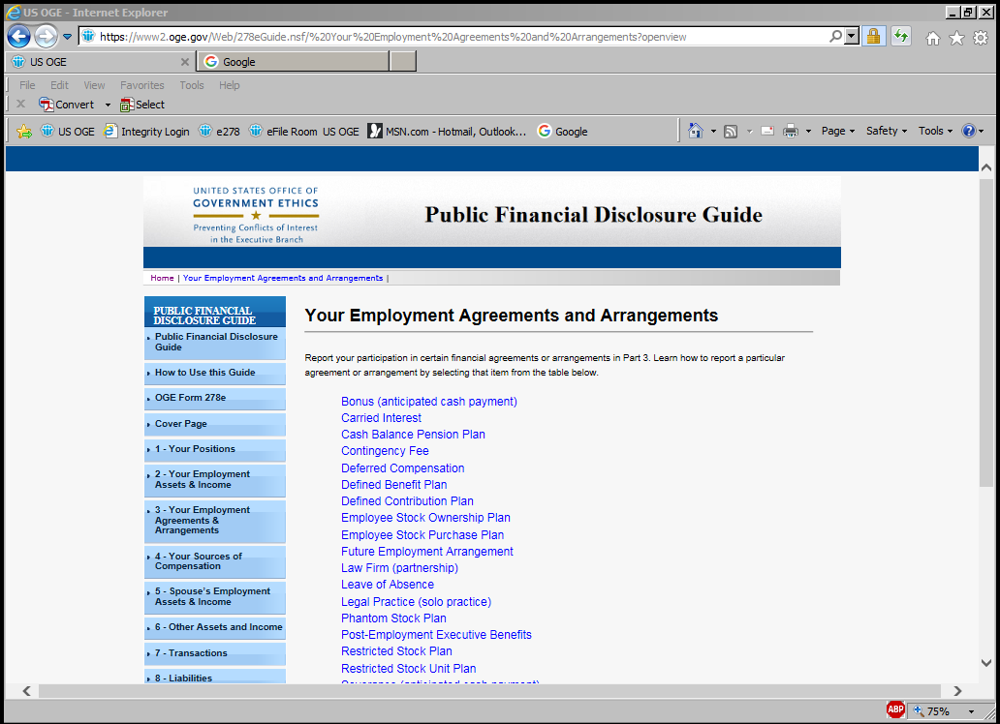 US OGE - Internet Explorer
https://www2.oge.gov/Web/278eGuide.nsf/%20Your%20Employment%20Agreements%20and%20Arrangements?openview
US OGE
Google
File Edit View Favorites Tools Help
Convert Select
US OGE Integrity Login e278 eFile Room US OGE MSN.com - Hotmail, Outlook... Google Page Safety Tools
UNITED STATES OFFICE OF
GOVERNMENT ETHICS
Preventing Conflicts of Interest
in the Executive Branch
Public Financial Disclosure Guide
Home | Your Employment Agreements and Arrangements |
PUBLIC FINANCIAL
DISCLOSURE GUIDE
Public Financial Disclosure
Guide
How to Use this Guide
OGE Form 278e
Cover Page
1 - Your Positions
2 - Your Employment
Assets & Income
3 - Your Employment
Agreements &
Arrangements
4 - Your Sources of
Compensation
5 - Spouse's Employment
Assets & Income
6 - Other Assets and Income
7 - Transactions
8 - Liabilities
Your Employment Agreements and Arrangements
Report your participation in certain financial agreements or arrangements in Part 3. Learn how to report a particular
agreement or arrangement by selecting that item from the table below.
Bonus (anticipated cash payment)
Carried Interest
Cash Balance Pension Plan
Contingency Fee
Deferred Compensation
Defined Benefit Plan
Defined Contribution Plan
Employee Stock Ownership Plan
Employee Stock Purchase Plan
Future Employment Arrangement
Law Firm (partnership)
Leave of Absence
Legal Practice (solo practice)
Phantom Stock Plan
Post-Employment Executive Benefits
Restricted Stock Plan
Restricted Stock Unit Plan
Severance (anticipated cash payment)
ABP
75%